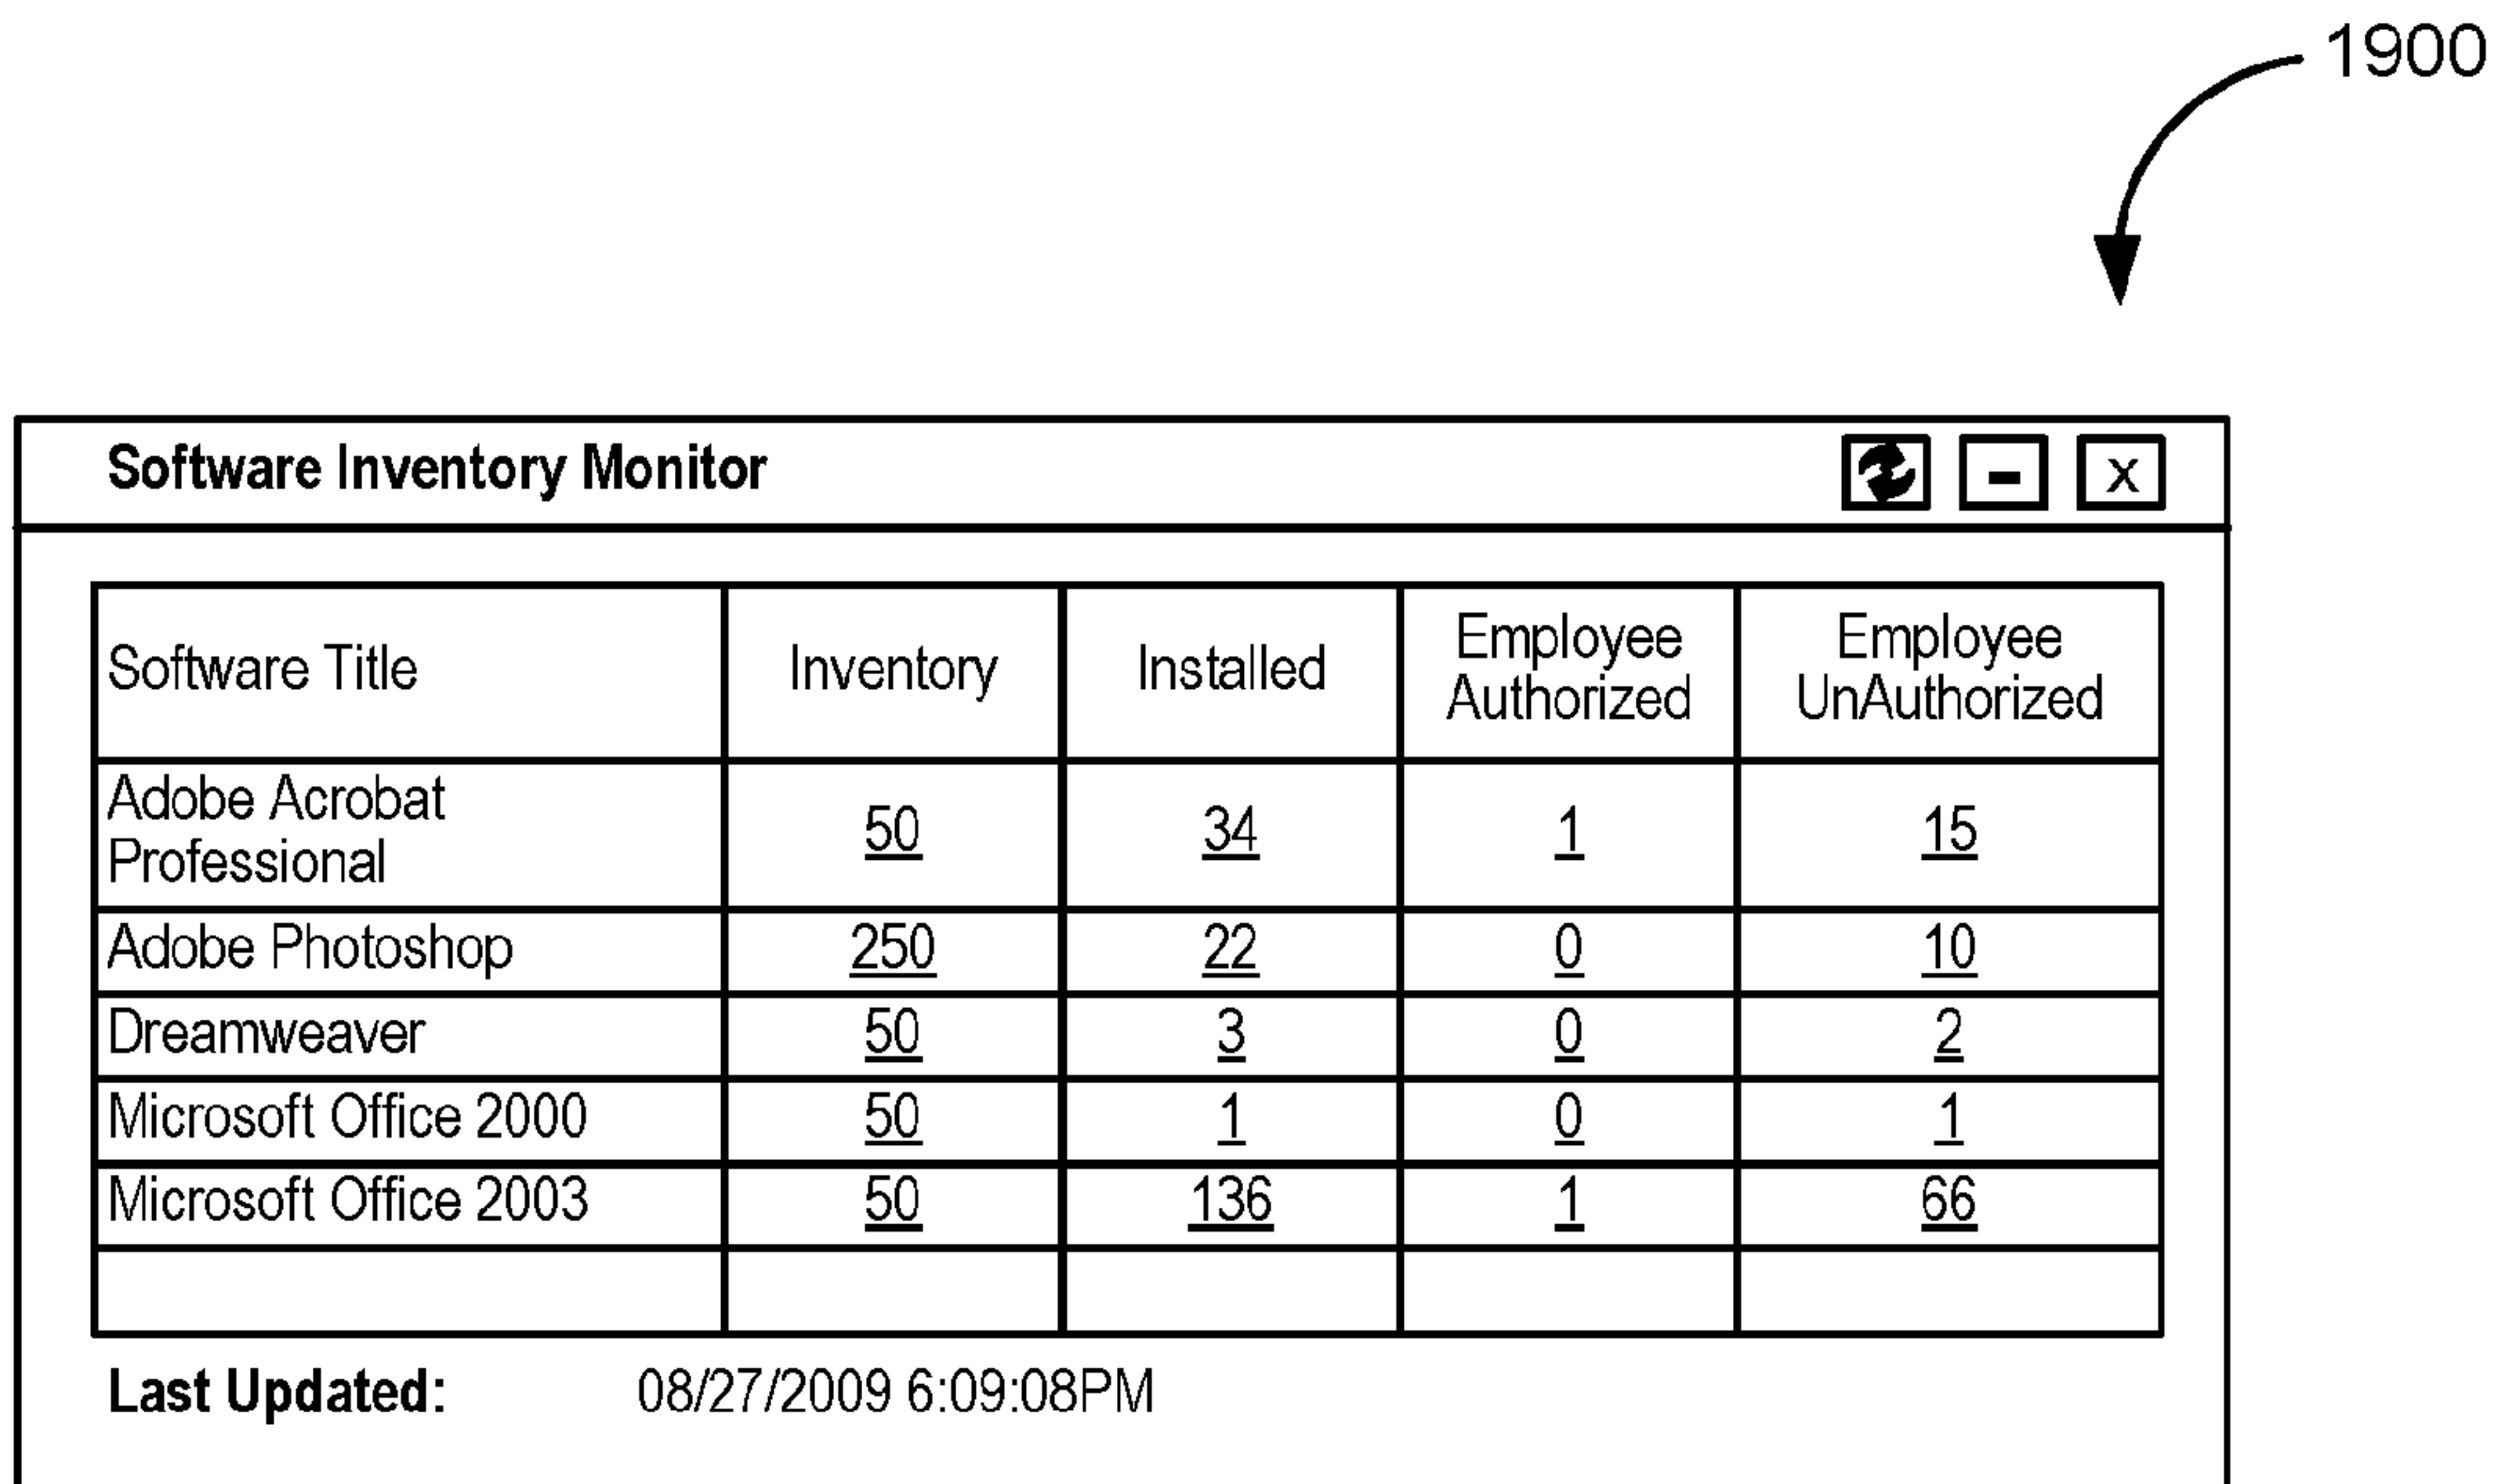 1900
Software Inventory Monitor
x
Software Title Inventory Installed Employee Authorized Employee UnAuthorized
Adobe Acrobat Professional 50 34 1 15
Adobe Photoshop 250 22 0 10
Dreamweaver 50 3 0 2
Microsoft Office 2000 50 1 0 1
Microsoft Office 2003 50 136 1 66
Last Updated: 08/27/2009 6:09:08PM